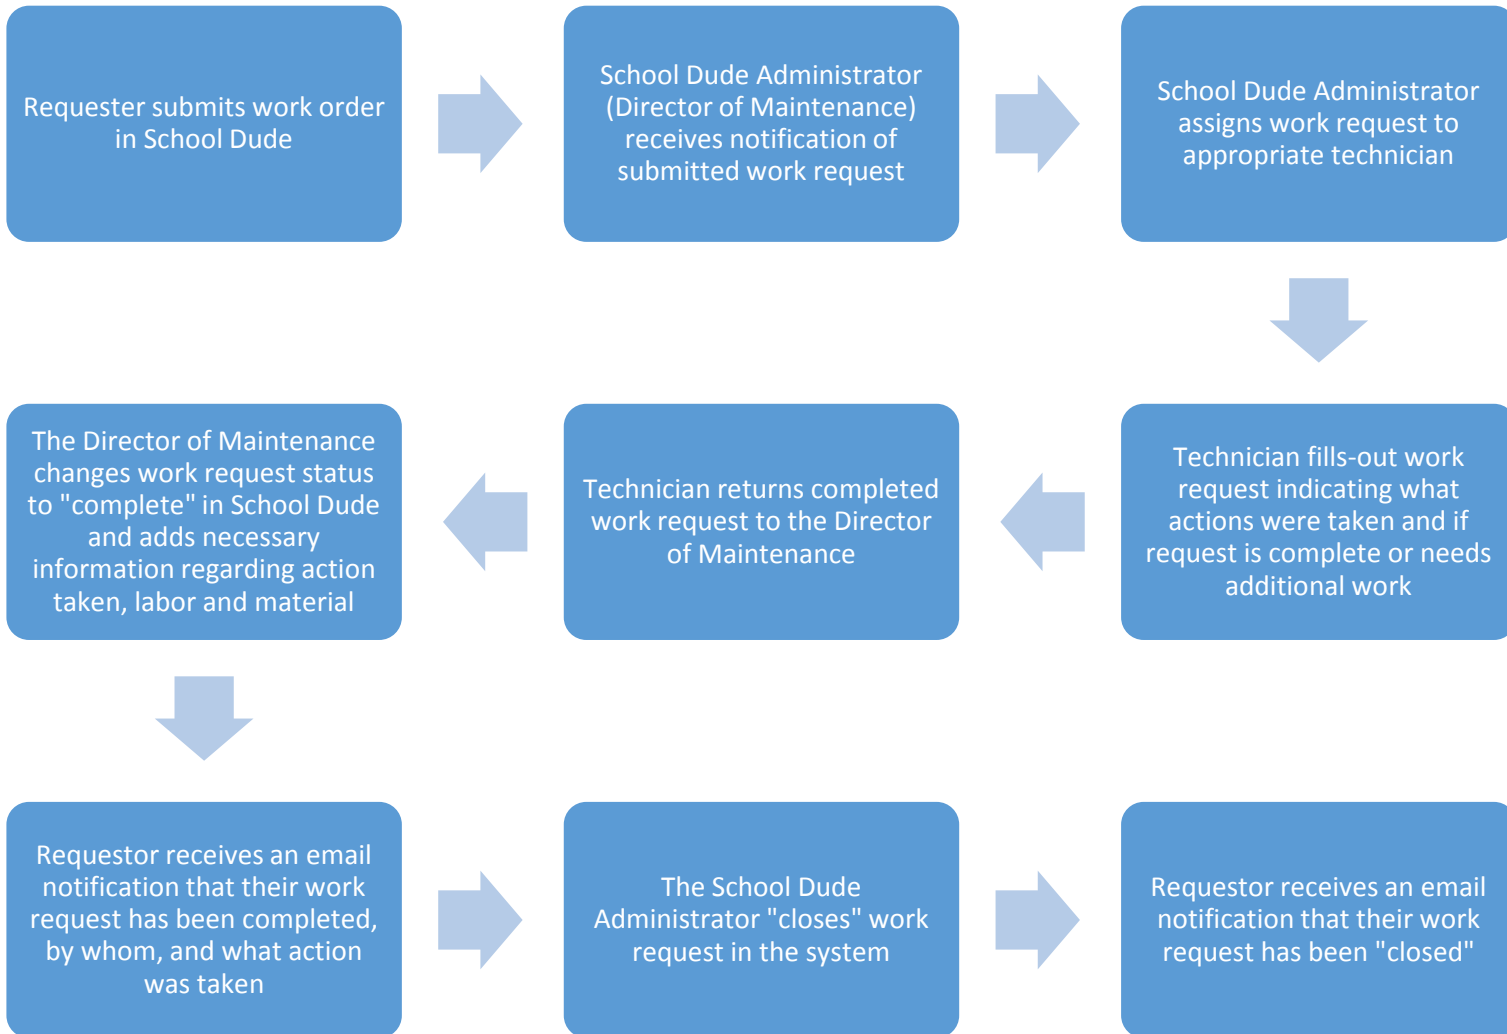 Requester submits work order
in School Dude
School Dude Administrator
(Director of Maintenance)
receives notification of
submitted work request
School Dude Administrator
assigns work request to
appropriate technician
Technician fills-out work
request indicating what
actions were taken and if
request is complete or needs
additional work
Technician returns completed
work request to the Director
of Maintenance
The Director of Maintenance
changes work request status
to "complete" in School Dude
and adds necessary
information regarding action
taken, labor and material
Requestor receives an email
notification that their work
request has been completed,
by whom, and what action
was taken
The School Dude
Administrator "closes" work
request in the system
Requestor receives an email
notification that their work
request has been "closed"